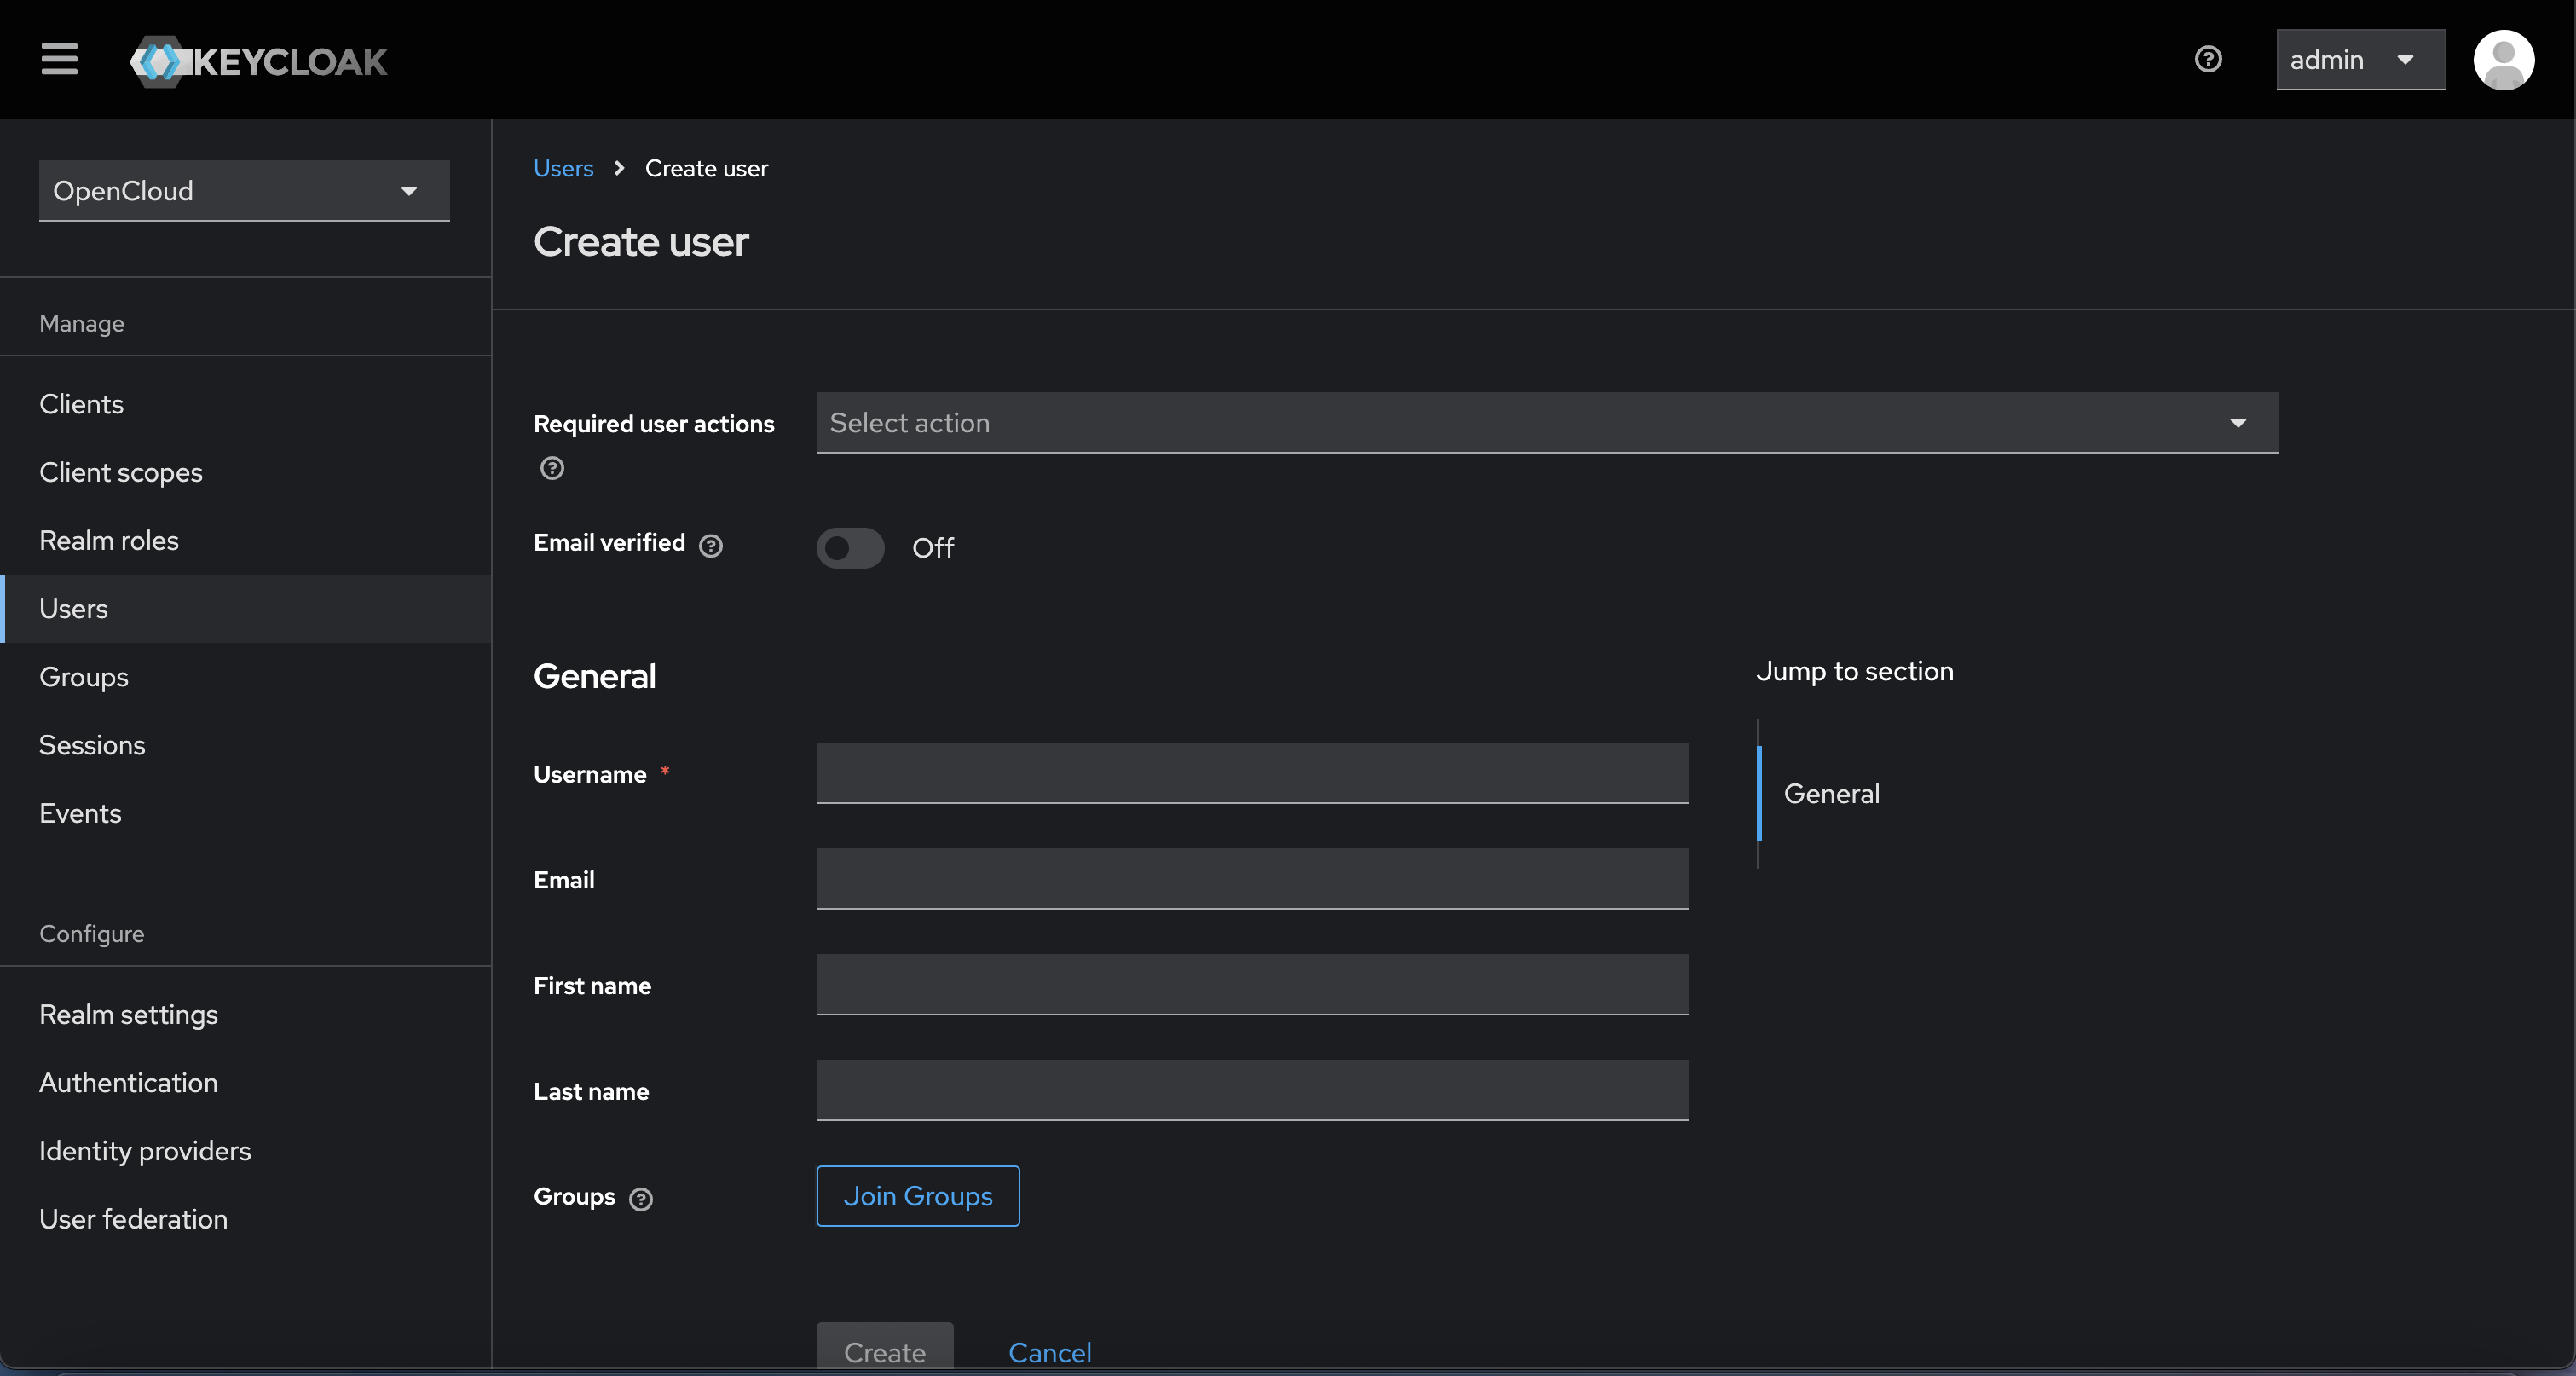 KEYCLOAK
admin
OpenCloud
Manage
Clients
Client scopes
Realm roles
Users
Groups
Sessions
Events
Configure
Realm settings
Authentication
Identity providers
User federation
Users > Create user
Create user
Required user actions
Select action
Email verified
Off
General
Username *
Email
First name
Last name
Groups
Join Groups
Create
Cancel
Jump to section
General